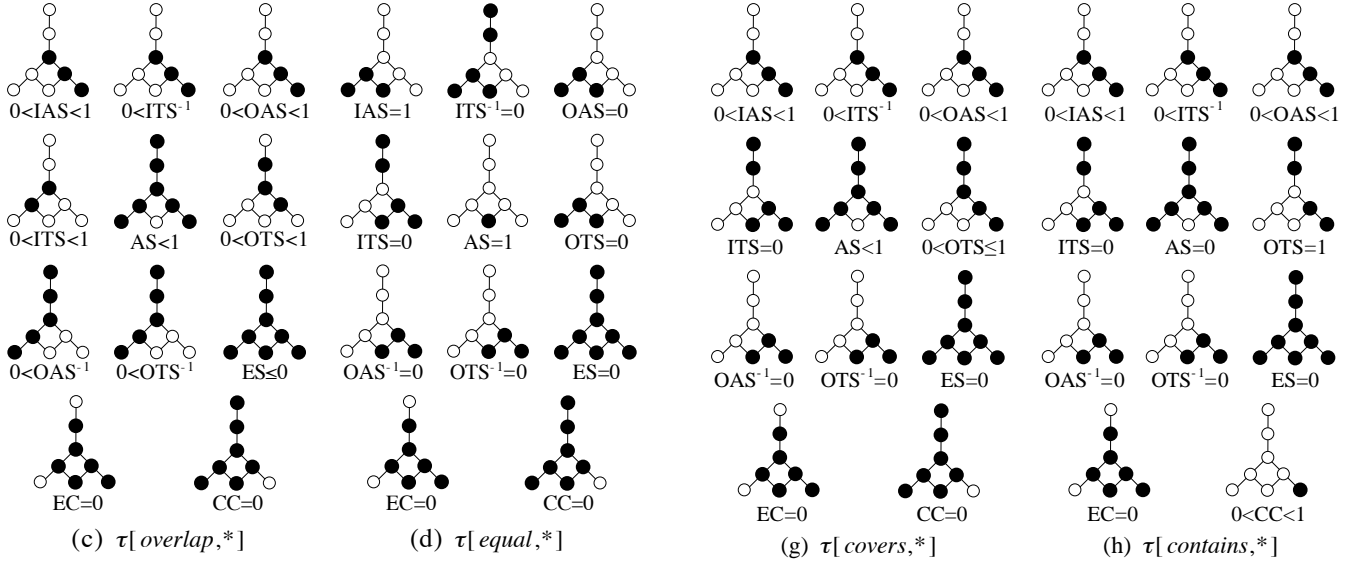 0<IAS<1 0<ITS⁻¹ 0<OAS<1 IAS=1 ITS⁻¹=0 OAS=0 0<IAS<1 0<ITS⁻¹ 0<OAS<1 0<IAS<1 0<ITS⁻¹ 0<OAS<1
0<ITS<1 AS<1 0<OTS<1 ITS=0 AS=1 OTS=0 ITS=0 AS<1 0<OTS≤1 ITS=0 AS=0 OTS=1
0<OAS⁻¹ 0<OTS⁻¹ ES≤0 OAS⁻¹=0 OTS⁻¹=0 ES=0 OAS⁻¹=0 OTS⁻¹=0 ES=0 OAS⁻¹=0 OTS⁻¹=0 ES=0
EC=0 CC=0 EC=0 CC=0 EC=0 CC=0 EC=0 0<CC<1
(c) τ[overlap,*] (d) τ[equal,*] (g) τ[covers,*] (h) τ[contains,*]